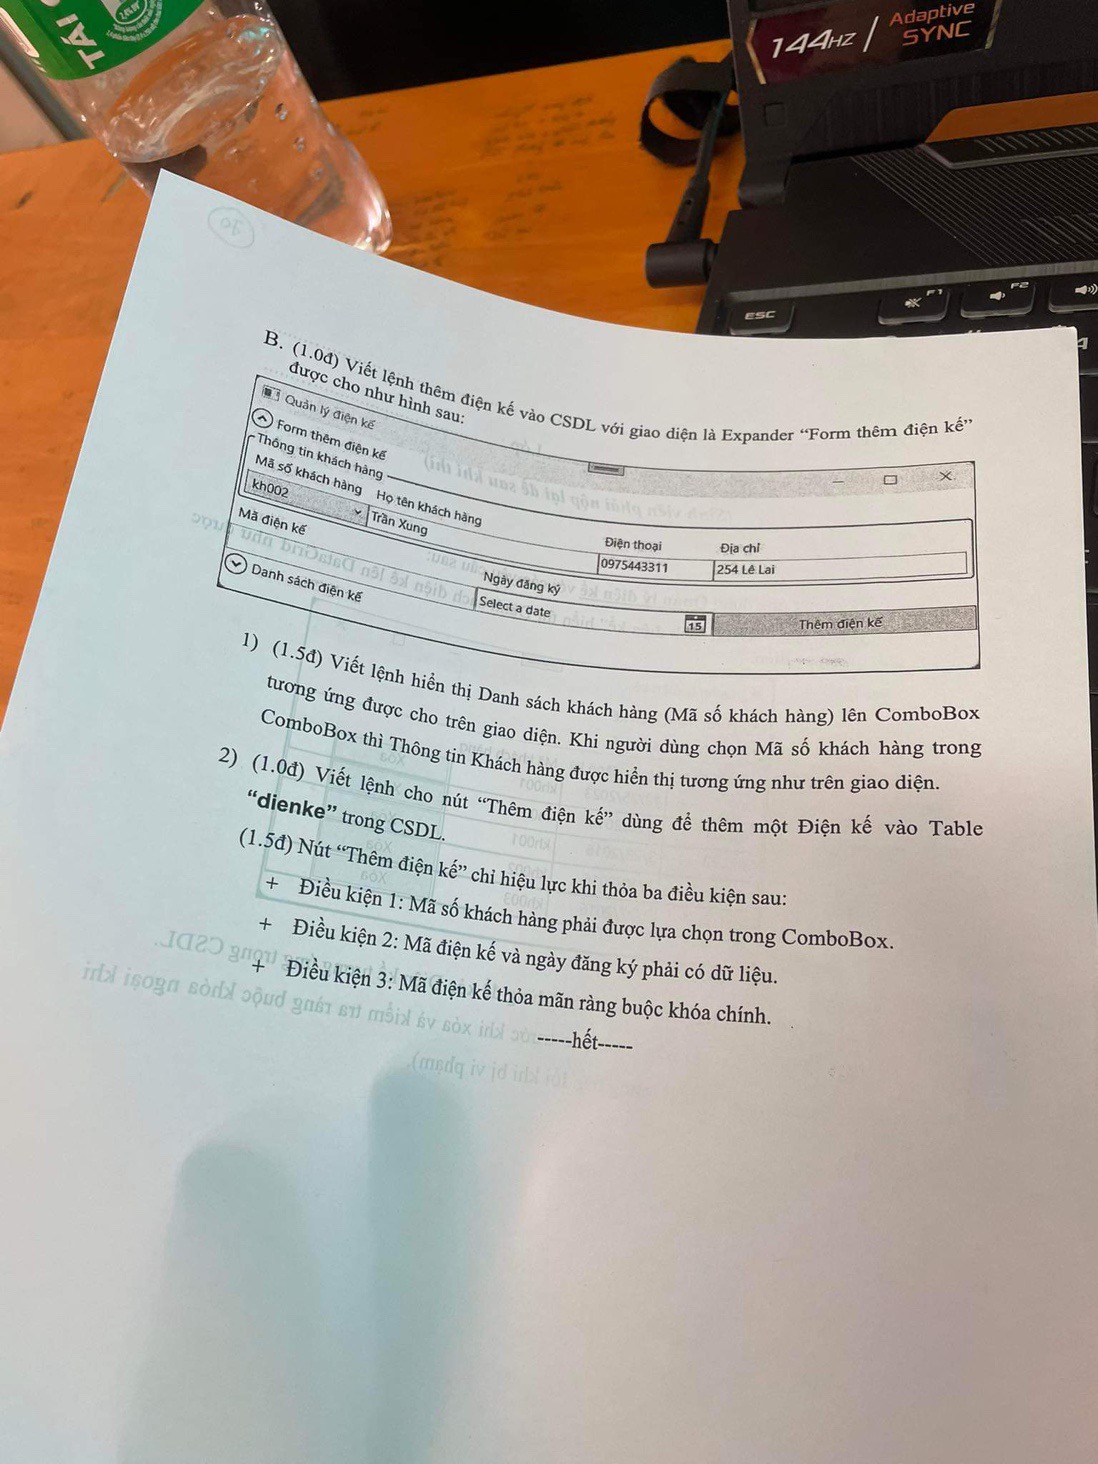 TÁI
144HZ / Adaptive SYNC
ESC
F1
F2
B. (1.0đ) Viết lệnh thêm điện kế vào CSDL với giao diện là Expander “Form thêm điện kế”
được cho như hình sau:
Quản lý điện kế
Form thêm điện kế
Thông tin khách hàng
Mã số khách hàng Họ tên khách hàng Điện thoại Địa chỉ
kh002 Trần Xung 0975443311 254 Lê Lai
Mã điện kế Ngày đăng ký
Select a date 15 Thêm điện kế
Danh sách điện kế
1) (1.5đ) Viết lệnh hiển thị Danh sách khách hàng (Mã số khách hàng) lên ComboBox
tương ứng được cho trên giao diện. Khi người dùng chọn Mã số khách hàng trong
ComboBox thì Thông tin Khách hàng được hiển thị tương ứng như trên giao diện.
2) (1.0đ) Viết lệnh cho nút “Thêm điện kế” dùng để thêm một Điện kế vào Table
“dienke” trong CSDL.
(1.5đ) Nút “Thêm điện kế” chỉ hiệu lực khi thỏa ba điều kiện sau:
+ Điều kiện 1: Mã số khách hàng phải được lựa chọn trong ComboBox.
+ Điều kiện 2: Mã điện kế và ngày đăng ký phải có dữ liệu.
+ Điều kiện 3: Mã điện kế thỏa mãn ràng buộc khóa chính.
-----hết-----